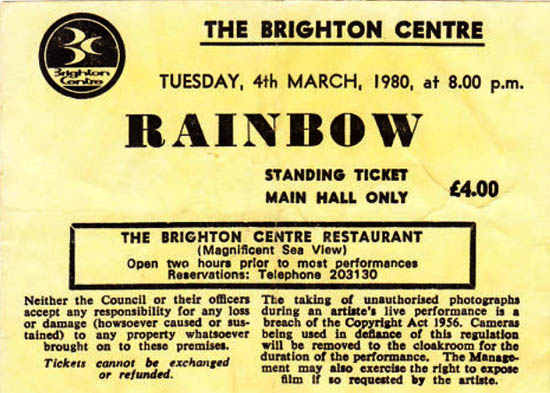 THE BRIGHTON CENTRE
Brighton
Centre
TUESDAY, 4th MARCH, 1980, at 8.00 p.m.
RAINBOW
STANDING TICKET
MAIN HALL ONLY
£4.00
THE BRIGHTON CENTRE RESTAURANT
(Magnificent Sea View)
Open two hours prior to most performances
Reservations: Telephone 203130
Neither the Council or their officers
accept any responsibility for any loss
or damage (howsoever caused or sus-
tained) to any property whatsoever
brought on to these premises.
Tickets cannot be exchanged
or refunded.
The taking of unauthorised photographs
during an artiste's live performance is a
breach of the Copyright Act 1956. Cameras
being used in defiance of this regulation
will be removed to the cloakroom for the
duration of the performance. The Manage-
ment may also exercise the right to expose
film if so requested by the artiste.